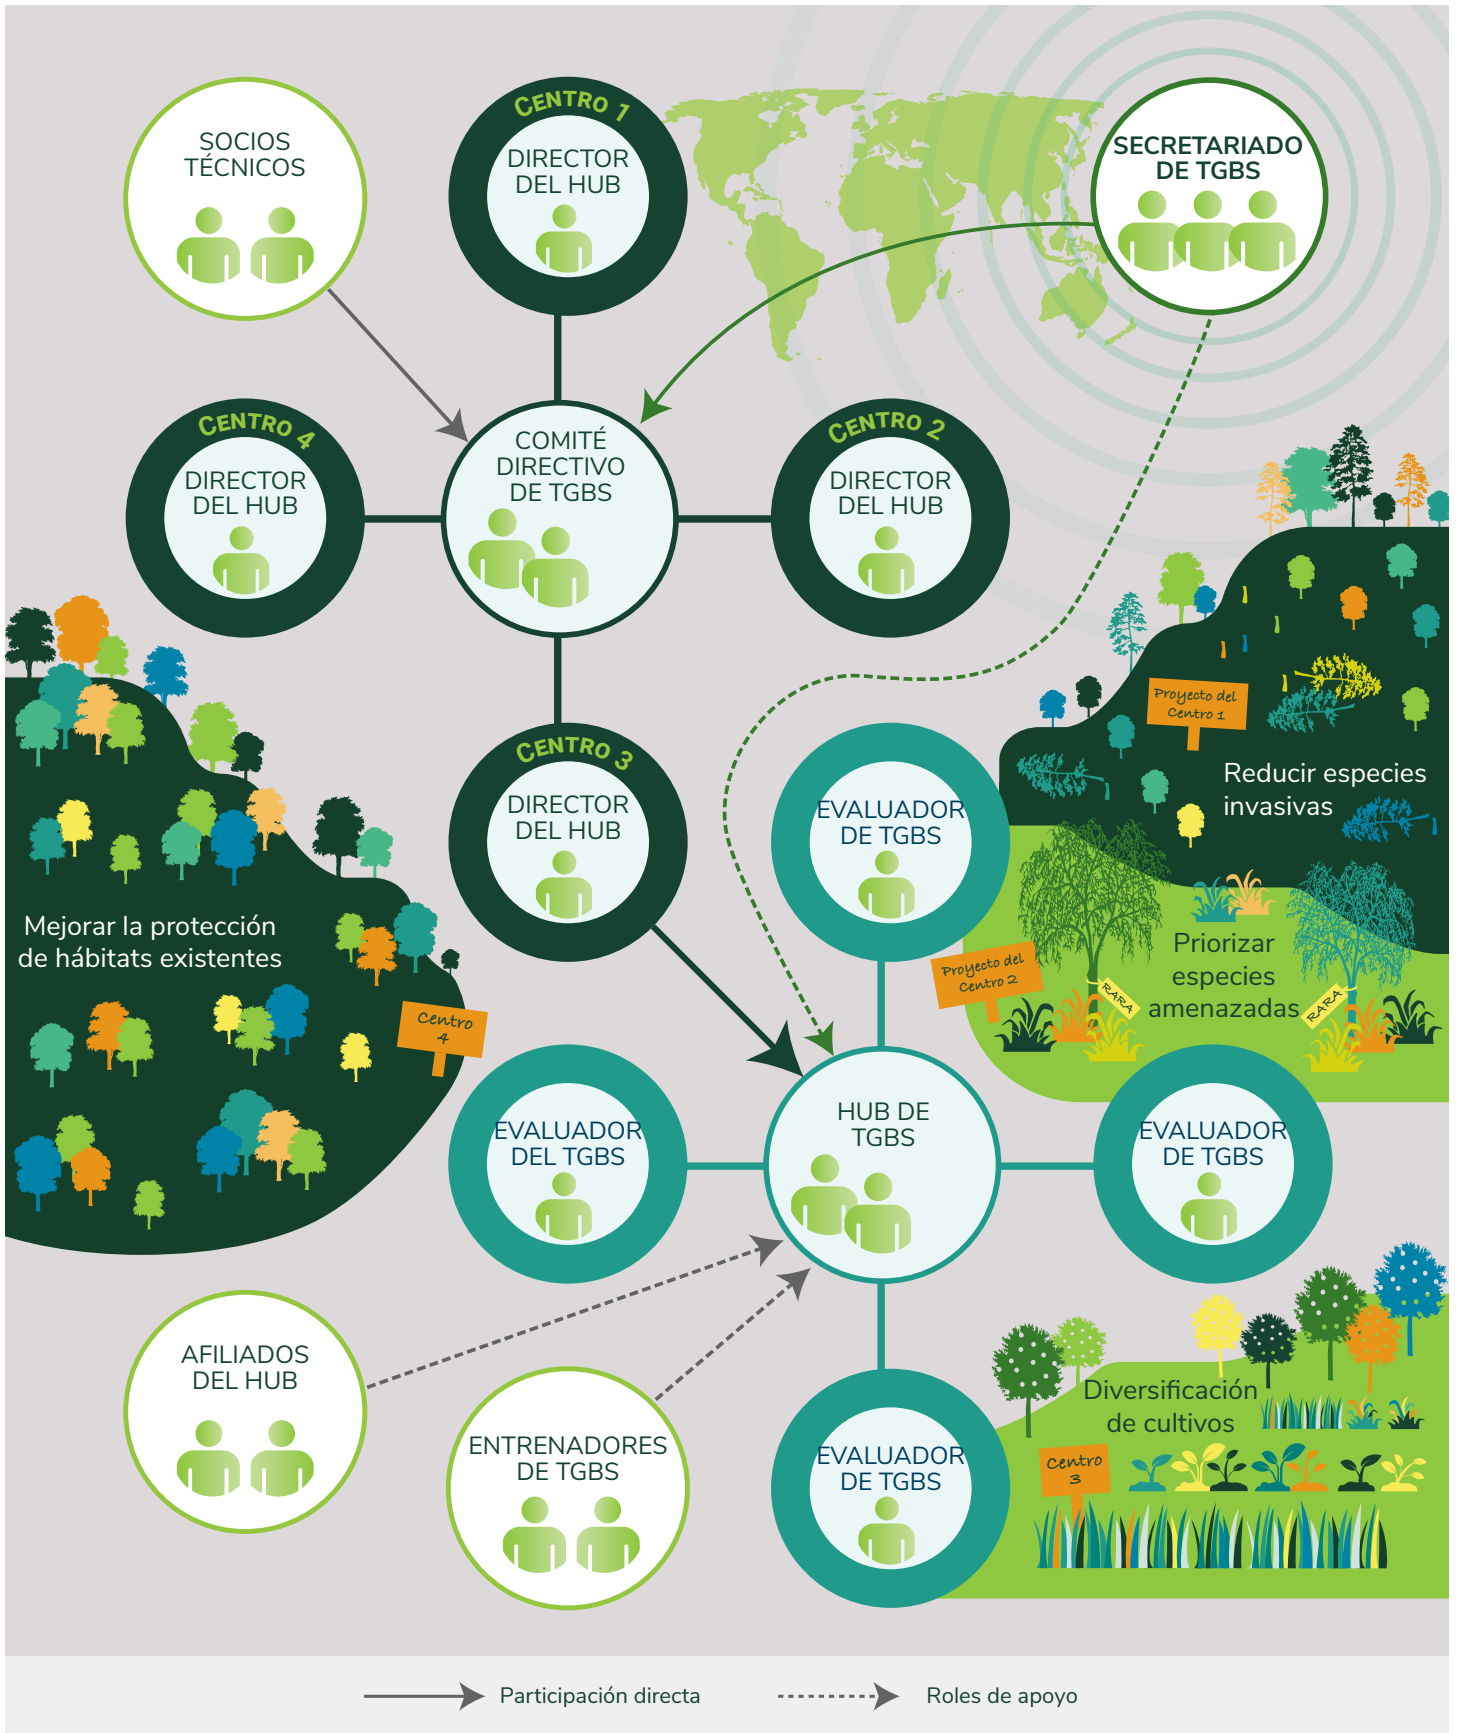 SOCIOS
TÉCNICOS
CENTRO 1
DIRECTOR
DEL HUB
SECRETARIADO
DE TGBS
CENTRO 4
DIRECTOR
DEL HUB
COMITÉ
DIRECTIVO
DE TGBS
CENTRO 2
DIRECTOR
DEL HUB
CENTRO 3
DIRECTOR
DEL HUB
EVALUADOR
DE TGBS
Proyecto del
Centro 1
Reducir especies
invasivas
Mejorar la protección
de hábitats existentes
Centro
4
Proyecto del
Centro 2
Priorizar
especies
amenazadas
RARA
RARA
EVALUADOR
DEL TGBS
HUB DE
TGBS
EVALUADOR
DE TGBS
AFILIADOS
DEL HUB
ENTRENADORES
DE TGBS
EVALUADOR
DE TGBS
Diversificación
de cultivos
Centro
3
Participación directa
Roles de apoyo